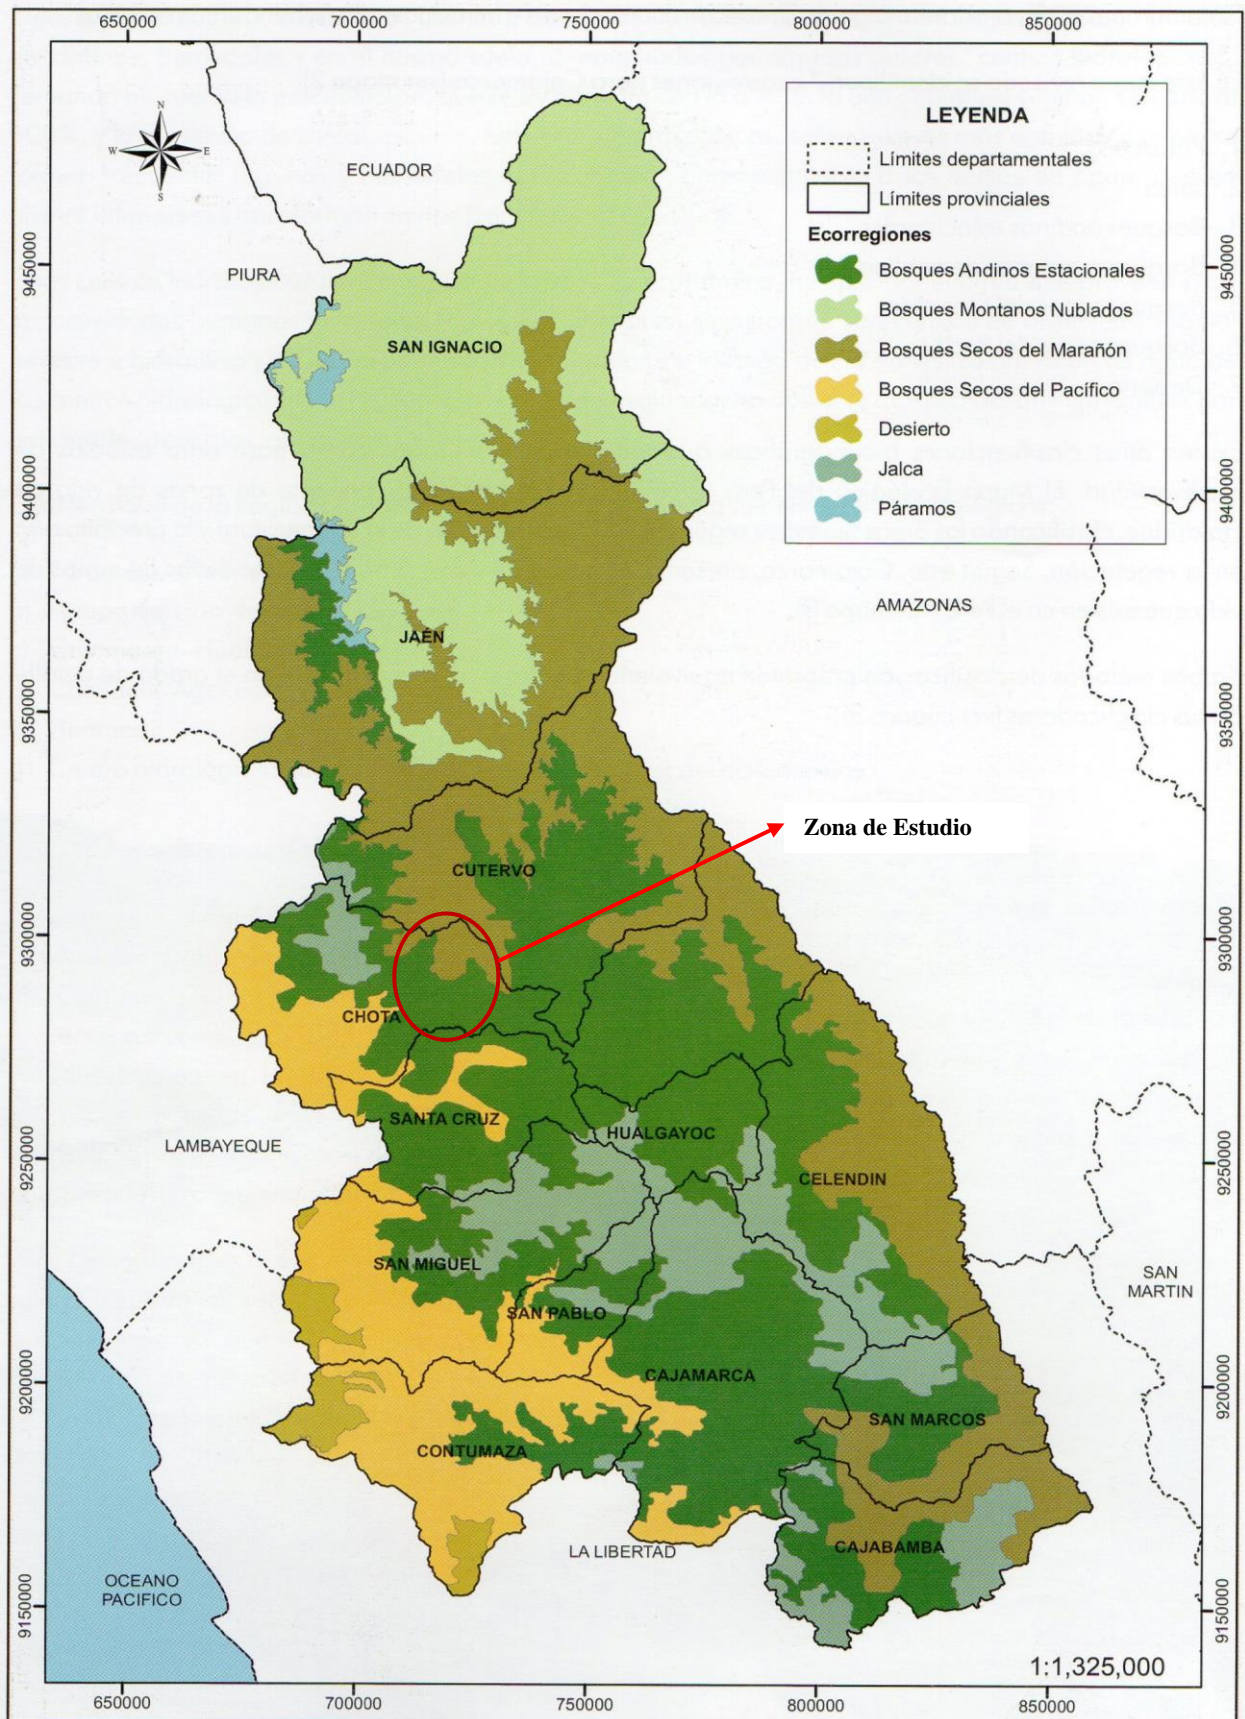 6500000 700000 750000 800000 850000
N
W E
S
ECUADOR
PIURA
LEYENDA
Límites departamentales
Límites provinciales
Ecorregiones
Bosques Andinos Estacionales
Bosques Montanos Nublados
Bosques Secos del Marañón
Bosques Secos del Pacífico
Desierto
Jalca
Páramos
9450000 9450000
SAN IGNACIO
9400000 9400000
AMAZONAS
JAÉN
9350000 9350000
Zona de Estudio
CUTERVO
9300000 9300000
CHOTA
SANTA CRUZ
HUALGAYOC
LAMBAYEQUE
9250000 9250000
CELENDIN
SAN MIGUEL
SAN
MARTIN
SAN PABLO
CAJAMARCA
9200000 9200000
SAN MARCOS
CONTUMAZA
CAJABAMBA
LA LIBERTAD
OCEANO
PACIFICO
9150000 9150000
1:1,325,000
6500000 700000 750000 800000 850000